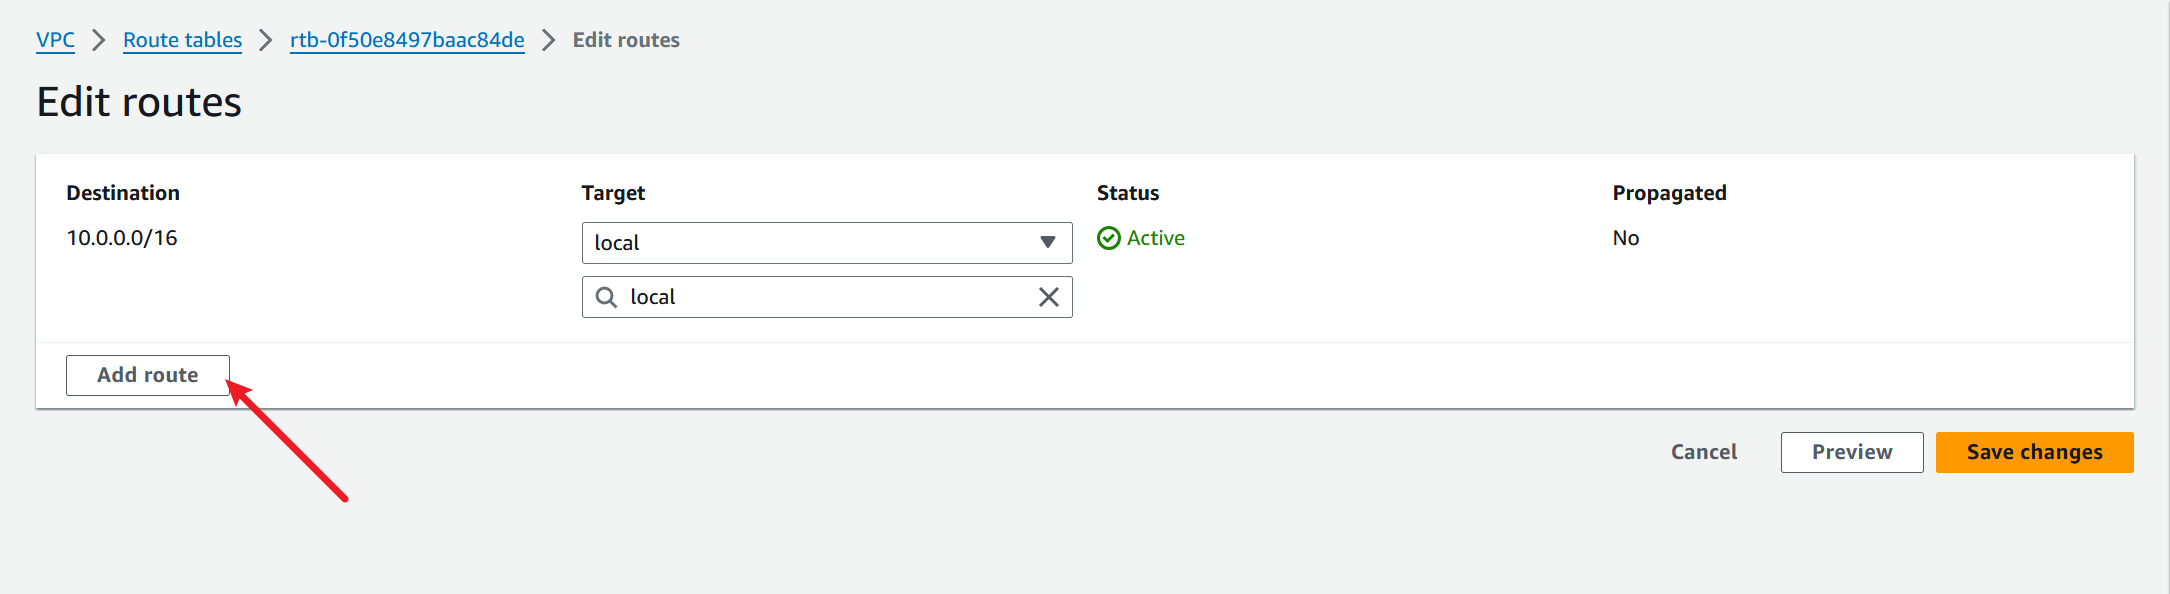 VPC > Route tables > rtb-0f50e8497baac84de > Edit routes
Edit routes
Destination Target Status Propagated
10.0.0.0/16 local Active No
local
Add route
Cancel Preview Save changes